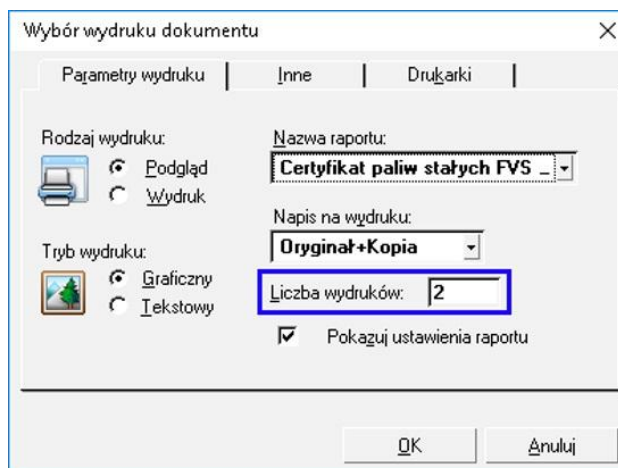 Wybór wydruku dokumentu
Parametry wydruku
Inne
Drukarki
Rodzaj wydruku:
Podgląd
Wydruk
Tryb wydruku:
Graficzny
Tekstowy
Nazwa raportu:
Certyfikat paliw stałych FVS _
Napis na wydruku:
Oryginał+Kopia
Liczba wydruków: 2
Pokazuj ustawienia raportu
OK
Anuluj